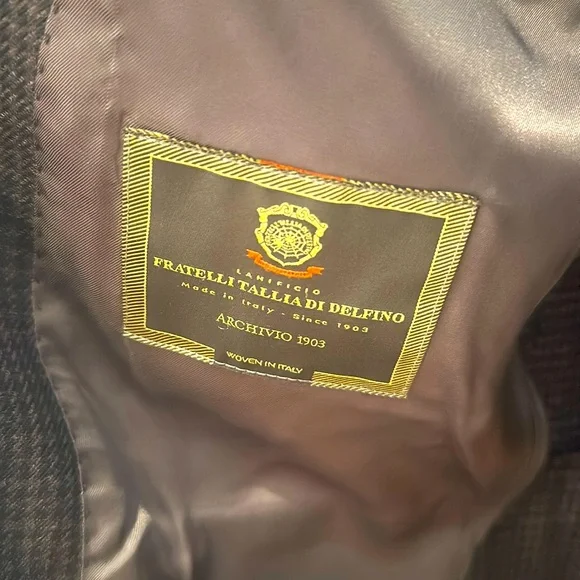 LANIFICIO
FRATELLI TALLIA DI DELFINO
Made in Italy - Since 1903
ARCHIVIO 1903
WOVEN IN ITALY